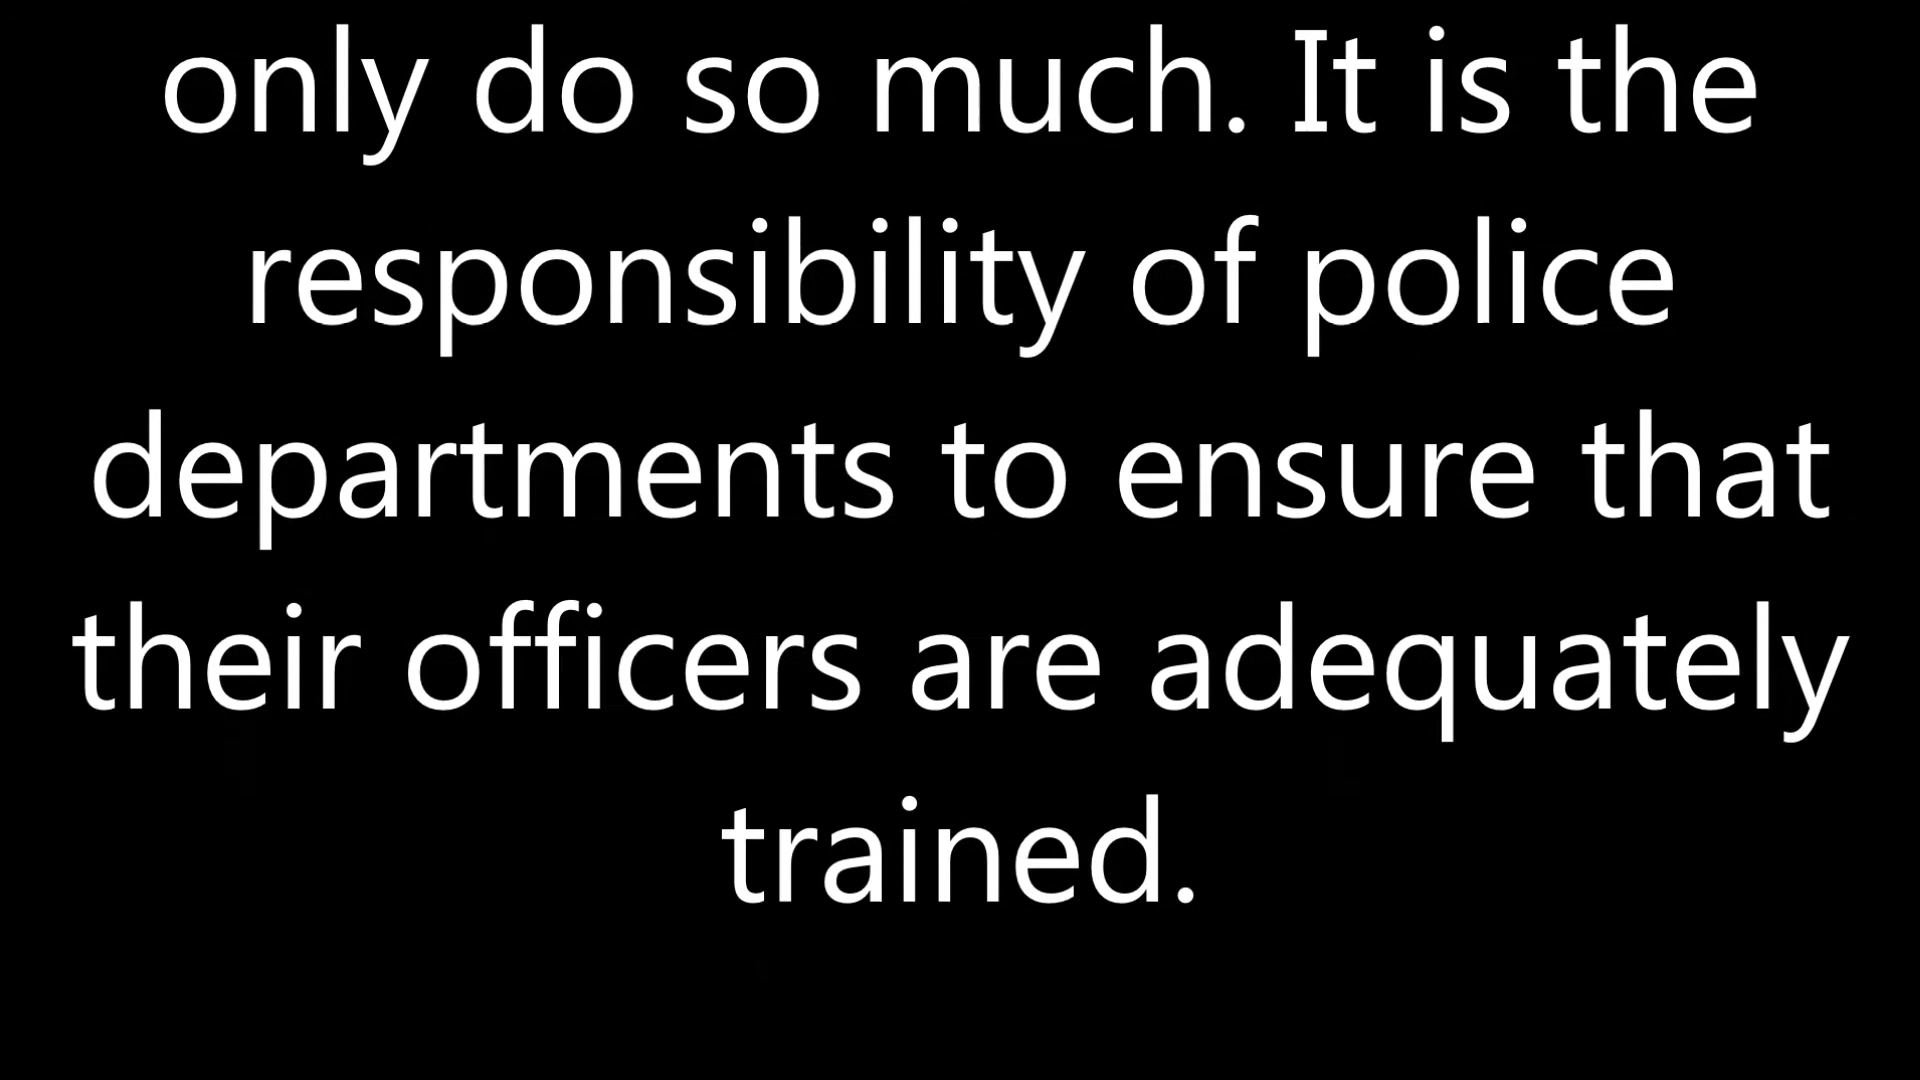 only do so much. It is the
responsibility of police
departments to ensure that
their officers are adequately
trained.